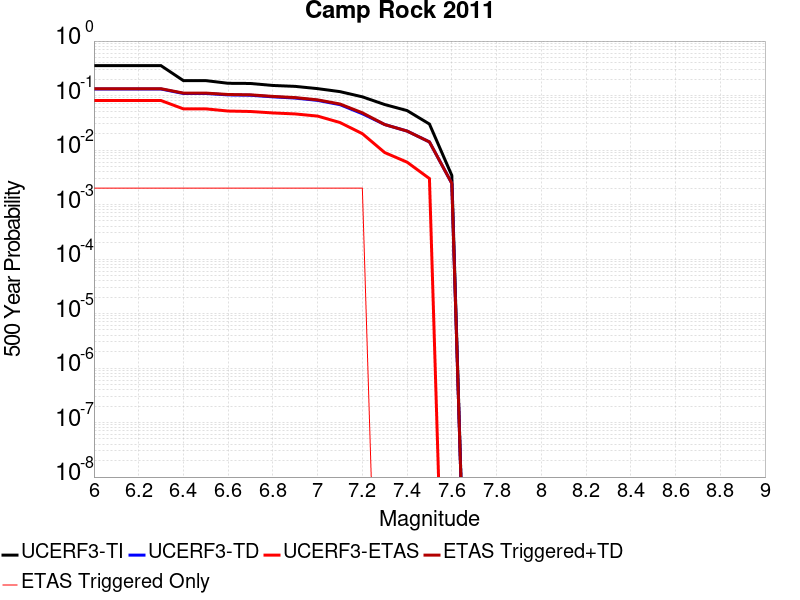 Camp Rock 2011
10^0
10^-1
10^-2
10^-3
10^-4
10^-5
10^-6
10^-7
10^-8
500 Year Probability
6 6.2 6.4 6.6 6.8 7 7.2 7.4 7.6 7.8 8 8.2 8.4 8.6 8.8 9
Magnitude
UCERF3-TI UCERF3-TD UCERF3-ETAS ETAS Triggered+TD
ETAS Triggered Only